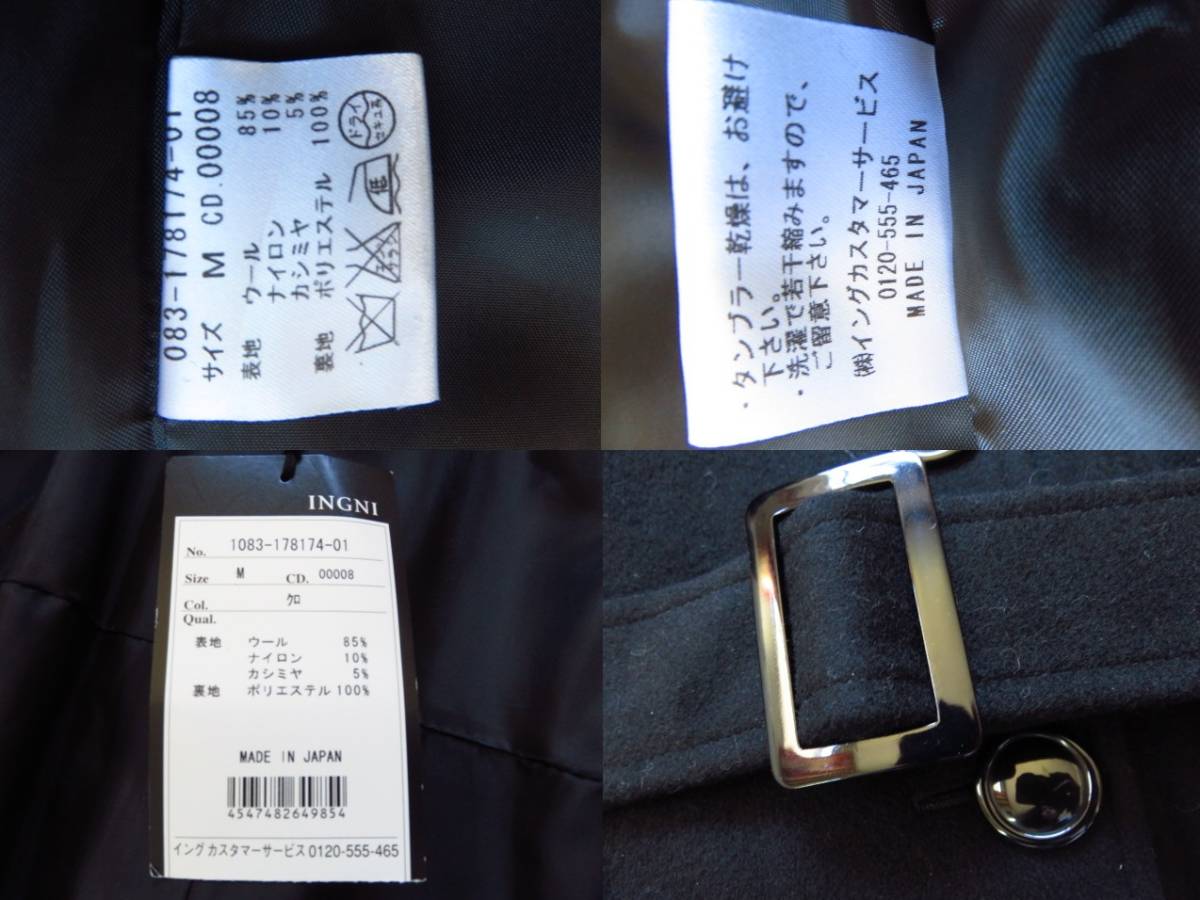 083-178174-01
サイズ M CD.00008
表地 ウール 85%
ナイロン 10%
カシミヤ 5%
裏地 ポリエステル 100%
ドライ
セキユ系
低
・タンブラー乾燥は、お避け
下さい。
・洗濯で若干縮みますので、
ご留意下さい。
㈱イングカスタマーサービス
0120-555-465
MADE IN JAPAN
INGNI
No. 1083-178174-01
Size M CD. 00008
Col. クロ
Qual.
表地 ウール 85%
ナイロン 10%
カシミヤ 5%
裏地 ポリエステル 100%
MADE IN JAPAN
4547482649854
イング カスタマーサービス 0120-555-465